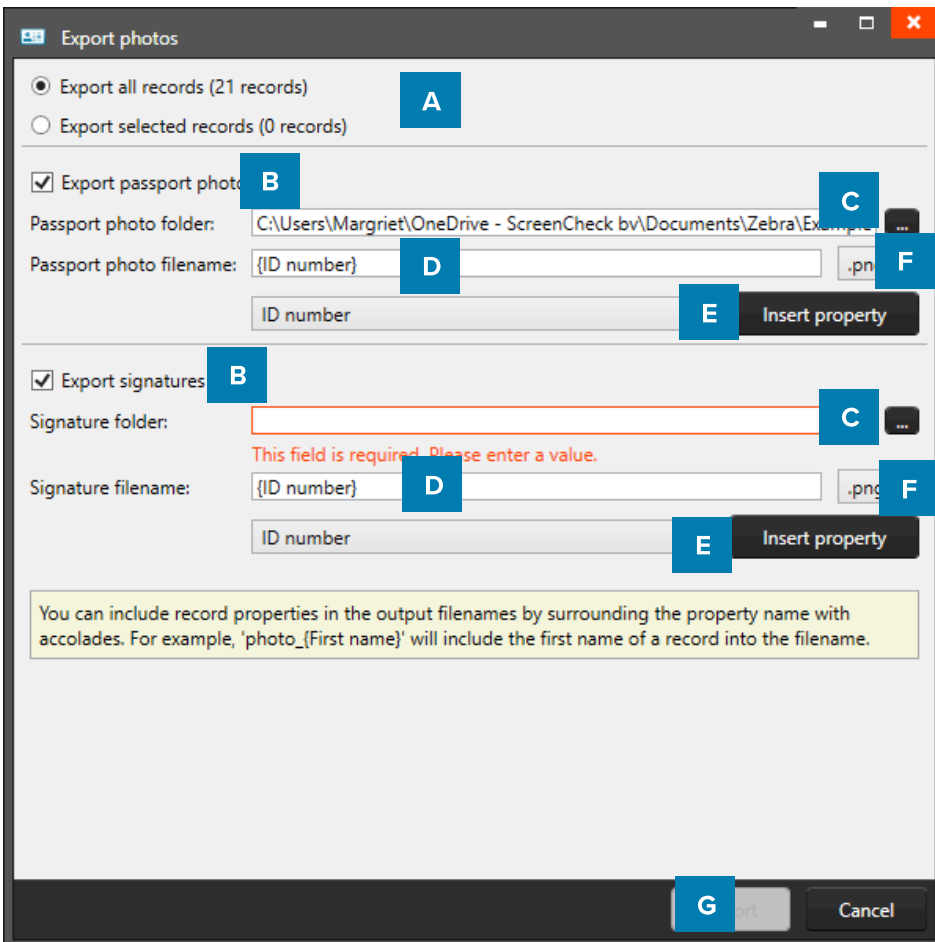 Export photos
Export all records (21 records)
A
Export selected records (0 records)
Export passport photo B
Passport photo folder: C:\Users\Margriet\OneDrive - ScreenCheck bv\Documents\Zebra\Example C ...
Passport photo filename: {ID number} D .png F
ID number E Insert property
Export signatures B
Signature folder: C ...
This field is required. Please enter a value.
Signature filename: {ID number} D .png F
ID number E Insert property
You can include record properties in the output filenames by surrounding the property name with
accolades. For example, 'photo_{First name}' will include the first name of a record into the filename.
G Cancel